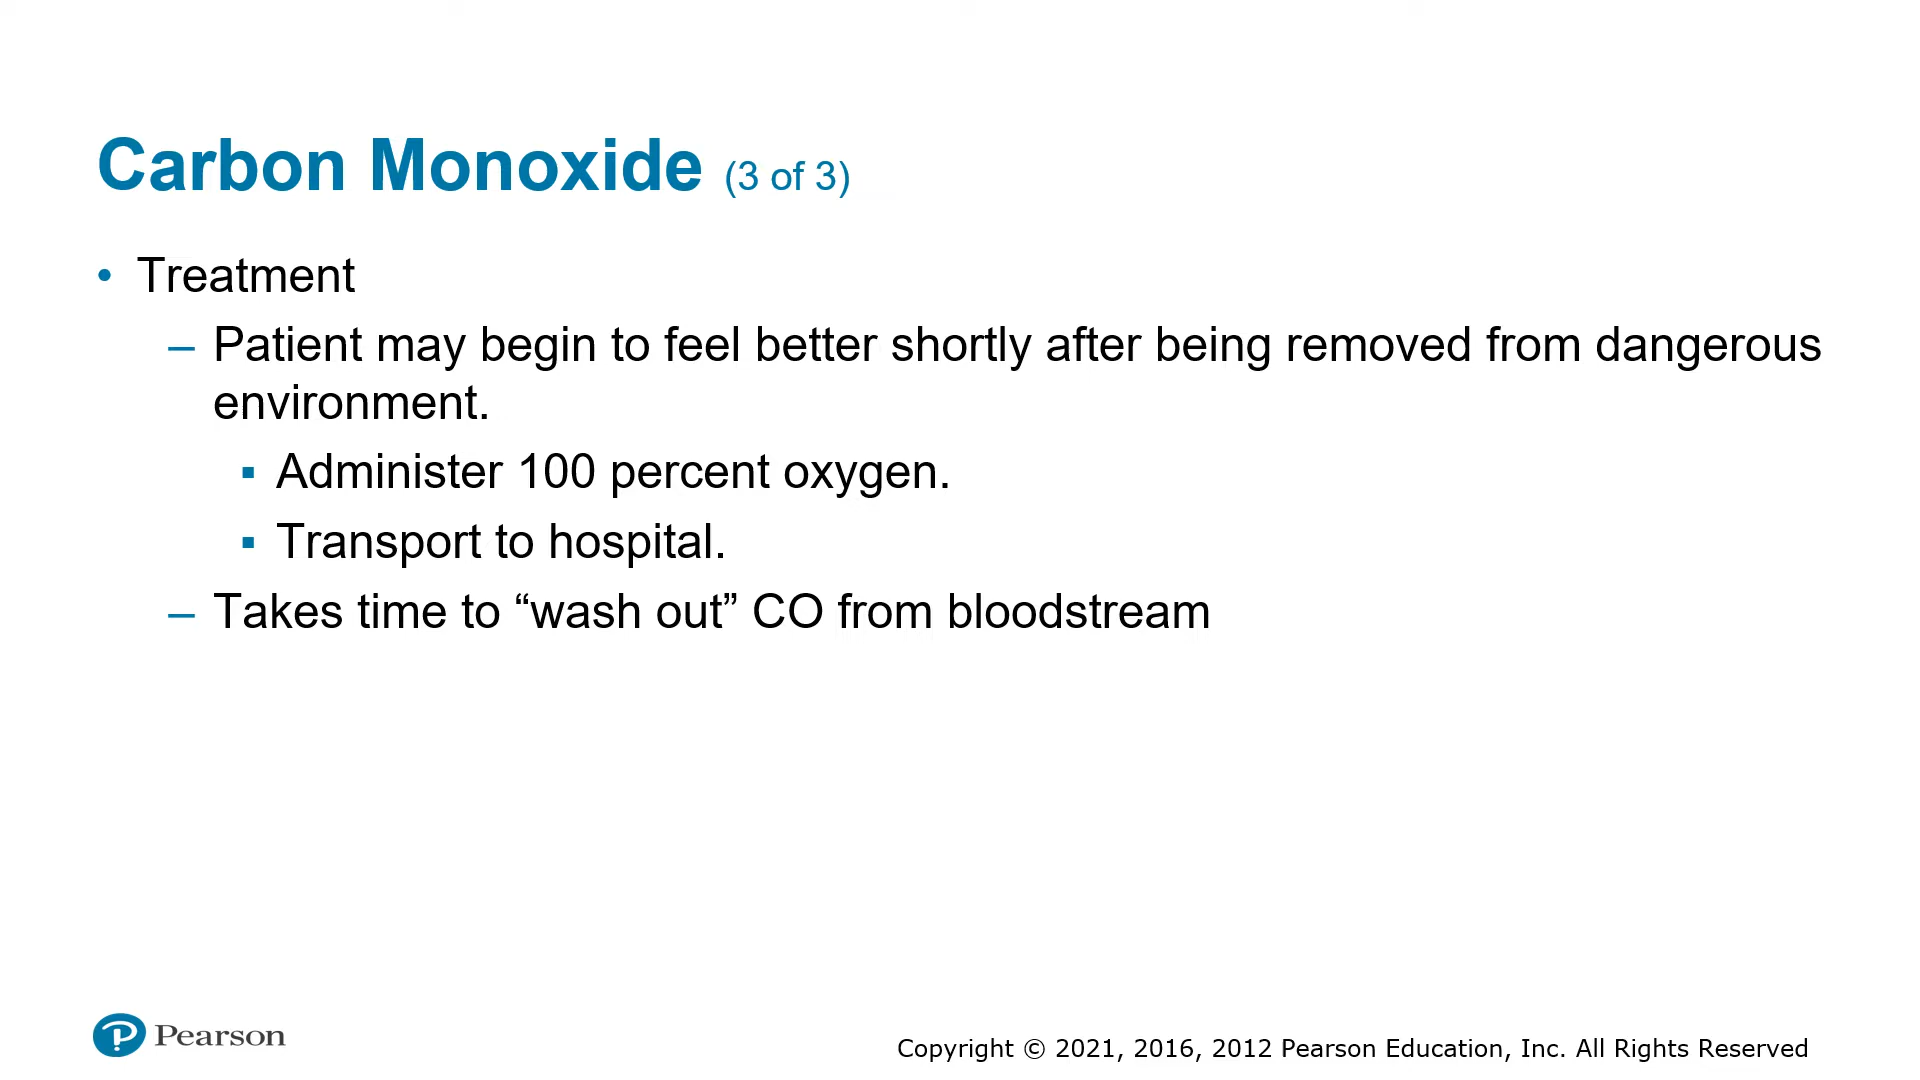 Carbon Monoxide (3 of 3)
• Treatment
– Patient may begin to feel better shortly after being removed from dangerous
environment.
▪ Administer 100 percent oxygen.
▪ Transport to hospital.
– Takes time to “wash out” CO from bloodstream
Pearson
Copyright © 2021, 2016, 2012 Pearson Education, Inc. All Rights Reserved